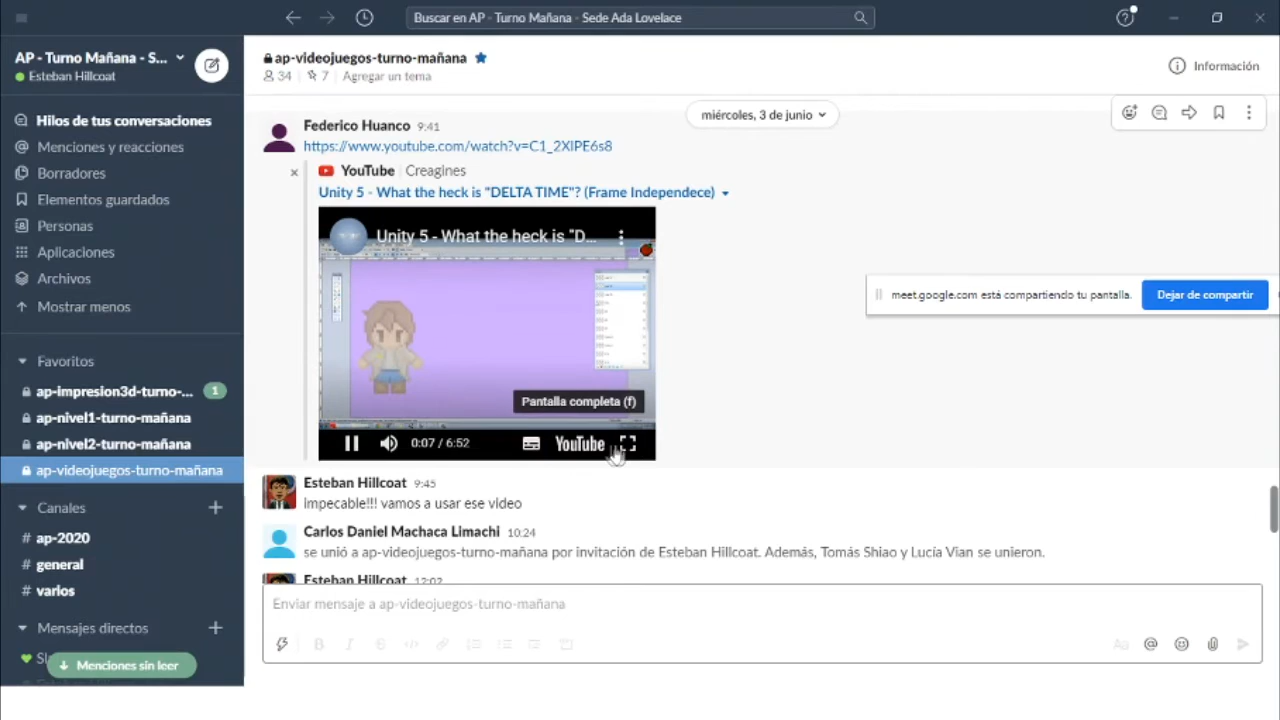 Buscar en AP - Turno Mañana - Sede Ada Lovelace
AP - Turno Mañana - S...
Esteban Hillcoat
Hilos de tus conversaciones
Menciones y reacciones
Borradores
Elementos guardados
Personas
Aplicaciones
Archivos
Mostrar menos
Favoritos
ap-impresion3d-turno-... 1
ap-nivel1-turno-mañana
ap-nivel2-turno-mañana
ap-videojuegos-turno-mañana
Canales
# ap-2020
# general
# varios
Mensajes directos
Menciones sin leer
ap-videojuegos-turno-mañana
34 | 7 | Agregar un tema
Información
miércoles, 3 de junio
Federico Huanco 9:41
https://www.youtube.com/watch?v=C1_2XIPE6s8
YouTube | Creagines
Unity 5 - What the heck is "DELTA TIME"? (Frame Independece)
Unity 5 - What the heck is "D...
Pantalla completa (f)
0:07 / 6:52
YouTube
meet.google.com está compartiendo tu pantalla.
Dejar de compartir
Esteban Hillcoat 9:45
Impecable!!! vamos a usar ese video
Carlos Daniel Machaca Limachi 10:24
se unió a ap-videojuegos-turno-mañana por invitación de Esteban Hillcoat. Además, Tomás Shiao y Lucía Vian se unieron.
Esteban Hillcoat 12:02
Enviar mensaje a ap-videojuegos-turno-mañana